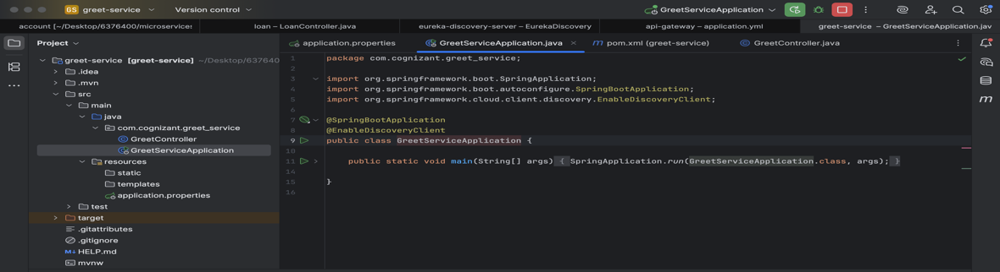 GS greet-service Version control GreetServiceApplication
account [~/Desktop/6376400/microservices
loan – LoanController.java
eureka-discovery-server – EurekaDiscovery
api-gateway – application.yml
greet-service – GreetServiceApplication.jav
Project
application.properties
GreetServiceApplication.java
m pom.xml (greet-service)
GreetController.java
greet-service [greet-service] ~/Desktop/637640
.idea
.mvn
src
main
java
com.cognizant.greet_service
GreetController
GreetServiceApplication
resources
static
templates
application.properties
test
target
.gitattributes
.gitignore
M↓ HELP.md
mvnw
1 package com.cognizant.greet_service;
2
3 import org.springframework.boot.SpringApplication;
4 import org.springframework.boot.autoconfigure.SpringBootApplication;
5 import org.springframework.cloud.client.discovery.EnableDiscoveryClient;
6
7 @SpringBootApplication
8 @EnableDiscoveryClient
9 public class GreetServiceApplication {
10
11 public static void main(String[] args) { SpringApplication.run(GreetServiceApplication.class, args); }
14
15 }
16
m